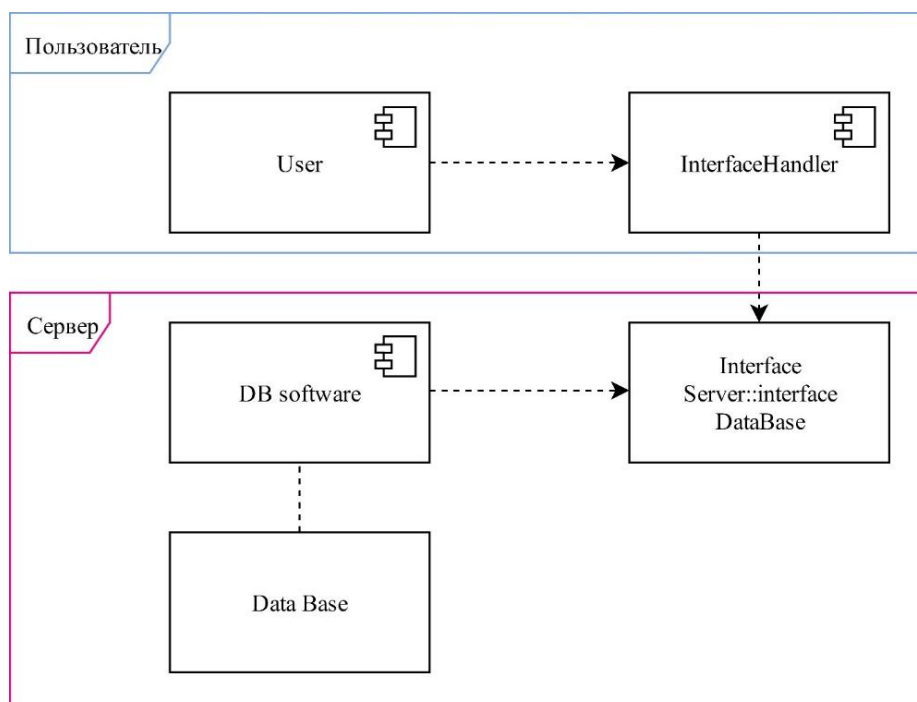 Пользователь
User
InterfaceHandler
Сервер
DB software
Interface
Server::interface
DataBase
Data Base